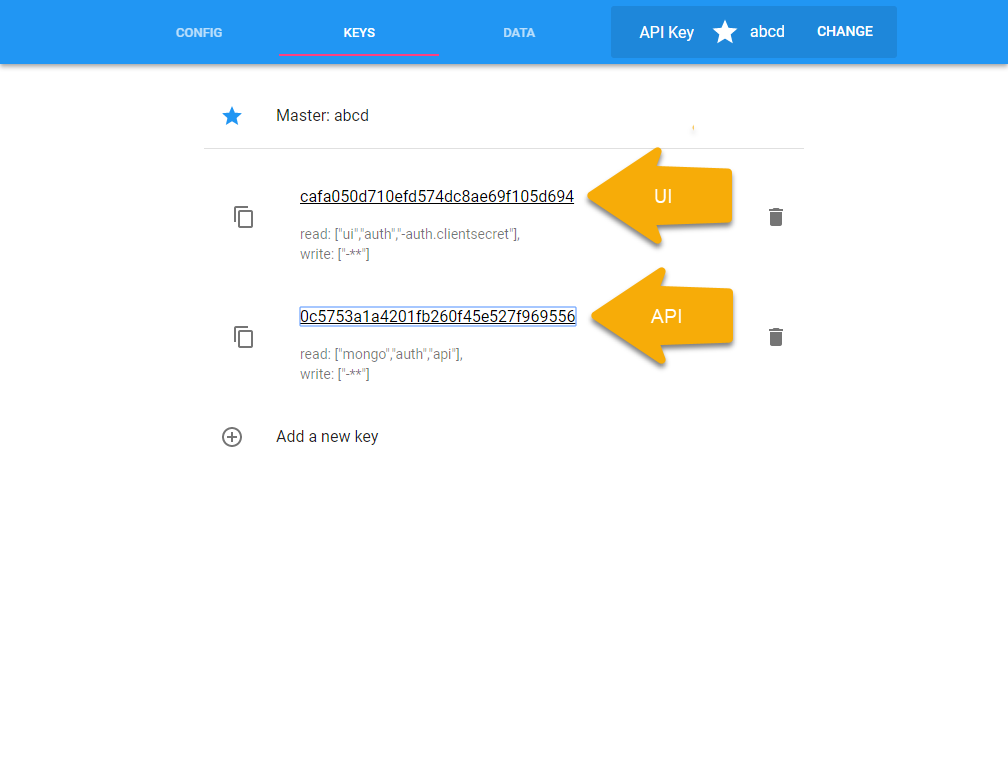 CONFIG KEYS DATA API Key abcd CHANGE
Master: abcd
cafa050d710efd574dc8ae69f105d694 UI
read: ["ui","auth","-auth.clientsecret"],
write: ["-**"]
0c5753a1a4201fb260f45e527f969556 API
read: ["mongo","auth","api"],
write: ["-**"]
Add a new key